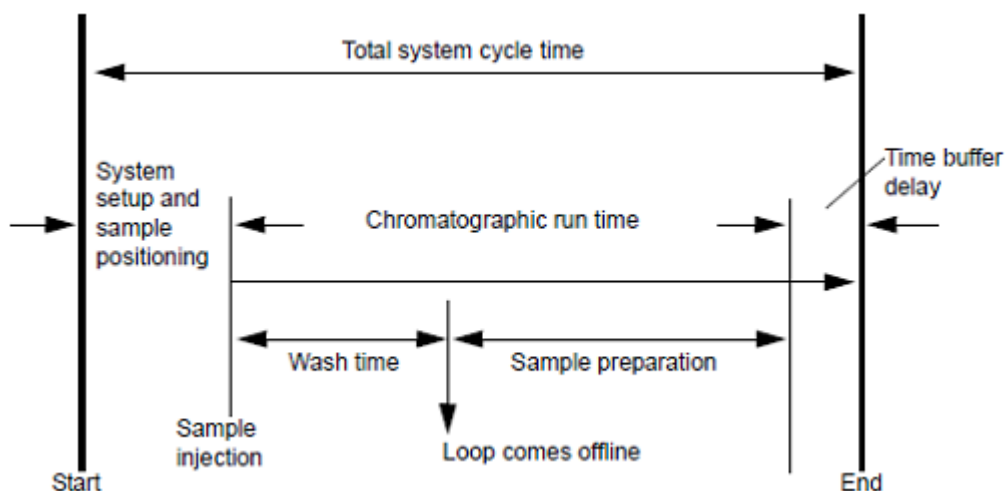 Total system cycle time
System
setup and
sample
positioning
Chromatographic run time
Time buffer
delay
Wash time
Sample preparation
Sample
injection
Loop comes offline
Start
End